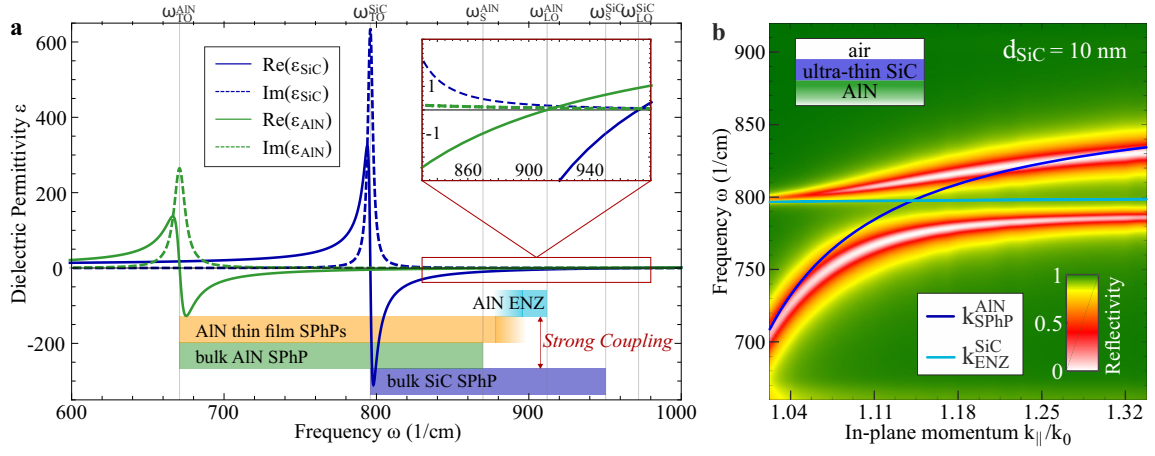 a
ω_TO^AlN ω_TO^SiC ω_S^AlN ω_LO^AlN ω_S^SiC ω_LO^SiC
600
400
200
0
-200
Dielectric Permittivity ε
Re(ε_SiC)
Im(ε_SiC)
Re(ε_AlN)
Im(ε_AlN)
1
-1
860 900 940
AlN ENZ
AlN thin film SPhPs
Strong Coupling
bulk AlN SPhP
bulk SiC SPhP
600 700 800 900 1000
Frequency ω (1/cm)
b
air
ultra-thin SiC
AlN
d_SiC = 10 nm
900
850
800
750
700
Frequency ω (1/cm)
k_SPhP^AlN
k_ENZ^SiC
1
0.5
0
Reflectivity
1.04 1.11 1.18 1.25 1.32
In-plane momentum k_||/k_0